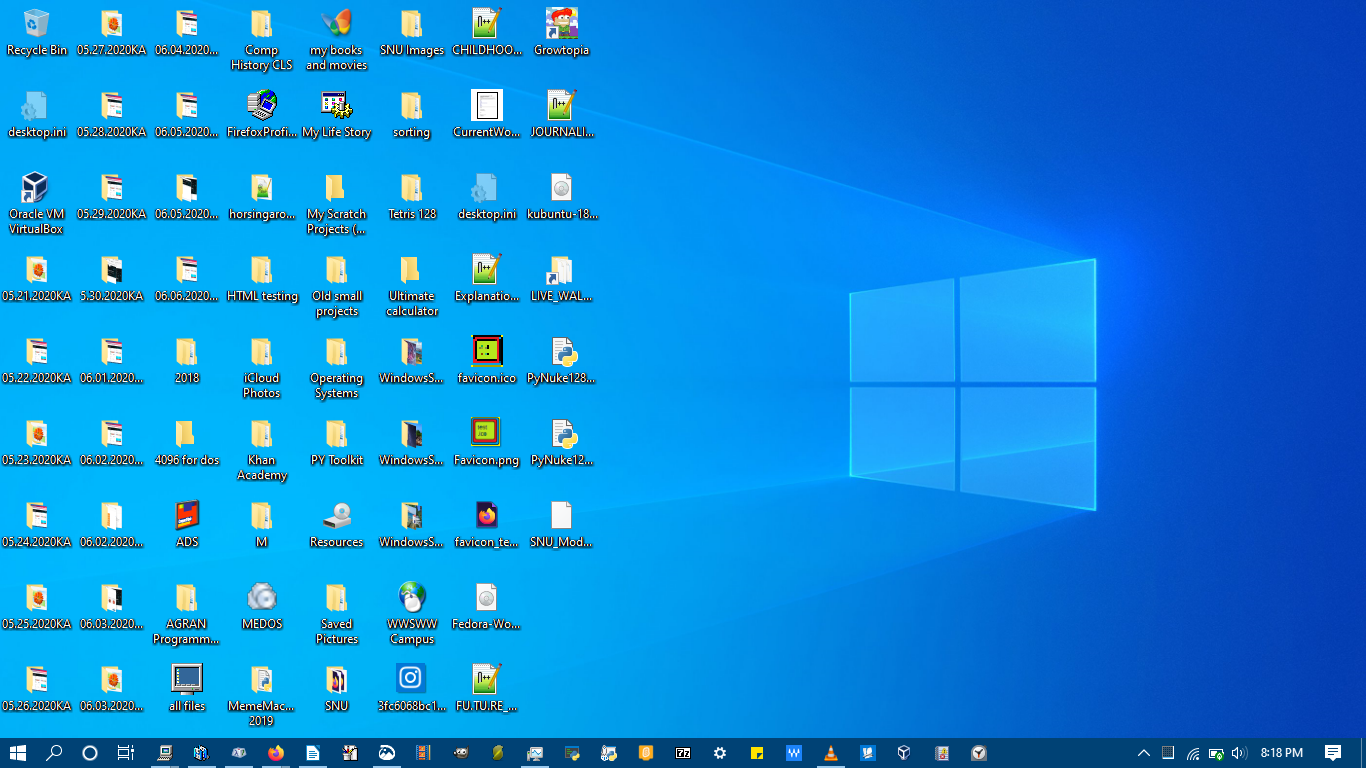 Recycle Bin
05.27.2020KA
06.04.2020...
Comp
History CLS
my books
and movies
SNU Images
CHILDHOO...
Growtopia
desktop.ini
05.28.2020KA
06.05.2020...
FirefoxProfi...
My Life Story
sorting
CurrentWo...
JOURNALI...
Oracle VM
VirtualBox
05.29.2020KA
06.05.2020...
horsingaro...
My Scratch
Projects (...
Tetris 128
desktop.ini
kubuntu-18...
05.21.2020KA
5.30.2020KA
06.06.2020...
HTML testing
Old small
projects
Ultimate
calculator
Explanatio...
LIVE_WAL...
05.22.2020KA
06.01.2020...
2018
iCloud
Photos
Operating
Systems
WindowsS...
favicon.ico
PyNuke128...
05.23.2020KA
06.02.2020...
4096 for dos
Khan
Academy
PY Toolkit
WindowsS...
Favicon.png
PyNuke12...
05.24.2020KA
06.02.2020...
ADS
M
Resources
WindowsS...
favicon_te...
SNU_Mod...
05.25.2020KA
06.03.2020...
AGRAN
Programm...
MEDOS
Saved
Pictures
WWSWW
Campus
Fedora-Wo...
05.26.2020KA
06.03.2020...
all files
MemeMac...
2019
SNU
3fc6068bc1...
FU.TU.RE_...
8:18 PM